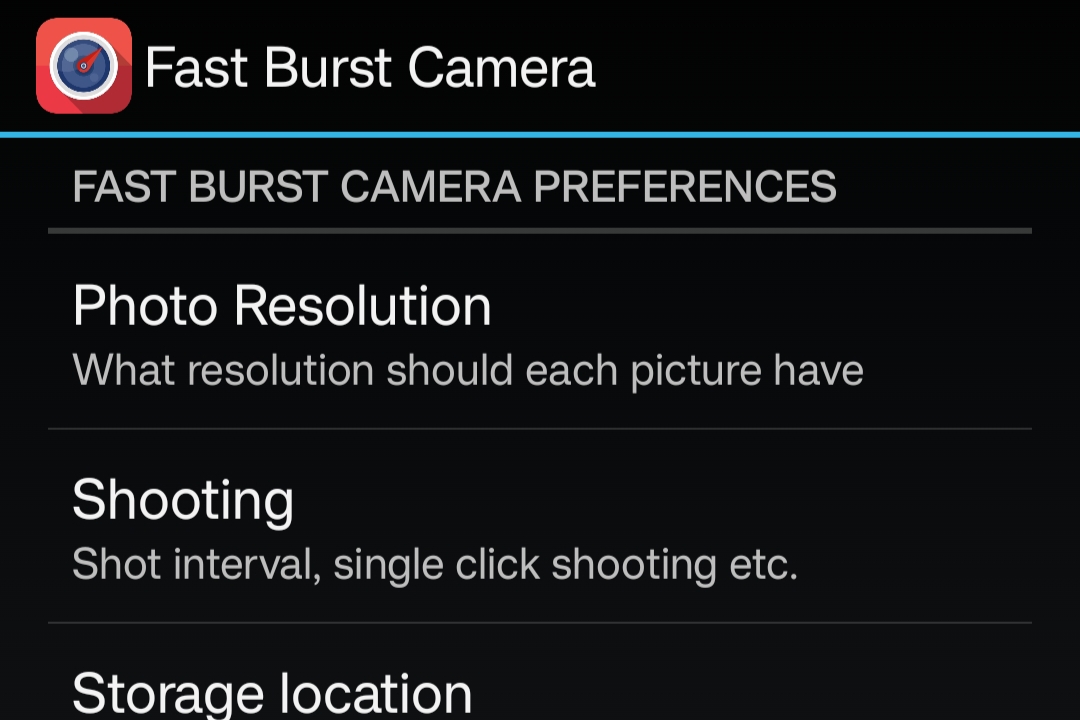 Fast Burst Camera
FAST BURST CAMERA PREFERENCES
Photo Resolution
What resolution should each picture have
Shooting
Shot interval, single click shooting etc.
Storage location